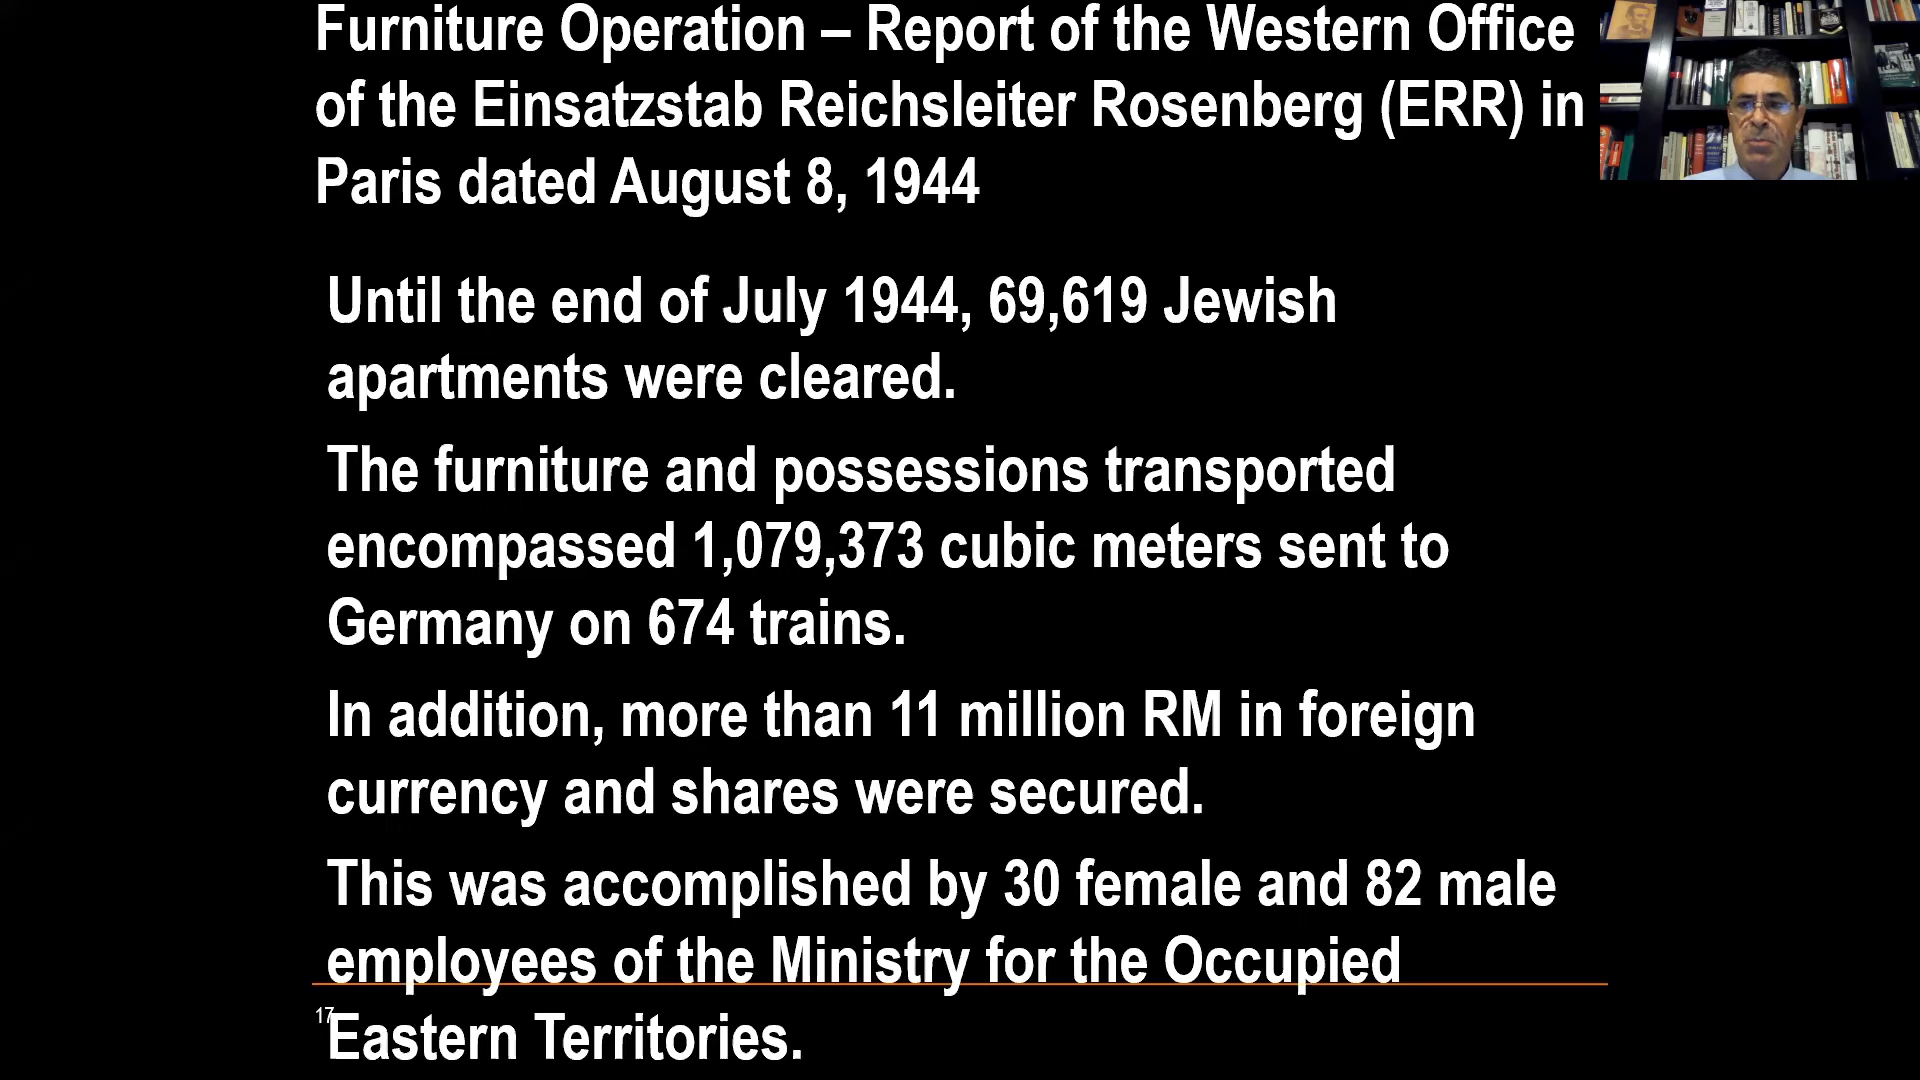 Furniture Operation – Report of the Western Office
of the Einsatzstab Reichsleiter Rosenberg (ERR) in
Paris dated August 8, 1944
Until the end of July 1944, 69,619 Jewish
apartments were cleared.
The furniture and possessions transported
encompassed 1,079,373 cubic meters sent to
Germany on 674 trains.
In addition, more than 11 million RM in foreign
currency and shares were secured.
This was accomplished by 30 female and 82 male
employees of the Ministry for the Occupied
Eastern Territories.
17